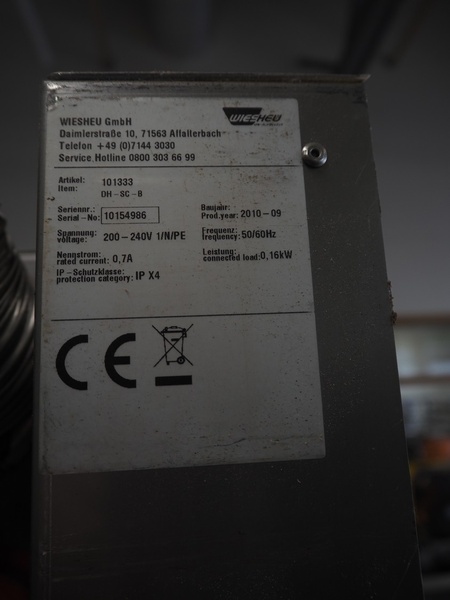 WIESHEU GmbH
Daimlerstraße 10, 71563 Affalterbach
Telefon +49 (0)7144 3030
Service Hotline 0800 303 66 99
WIESHEU
Artikel: 101333
Item: DH-SC-B
Seriennr.:
Serial-No: 10154986
Baujahr:
Prod.year: 2010-09
Spannung:
voltage: 200-240V 1/N/PE
Frequenz:
frequency: 50/60Hz
Nennstrom:
rated current: 0,7A
Leistung:
connected load: 0,16kW
IP-Schutzklasse:
protection category: IP X4
CE